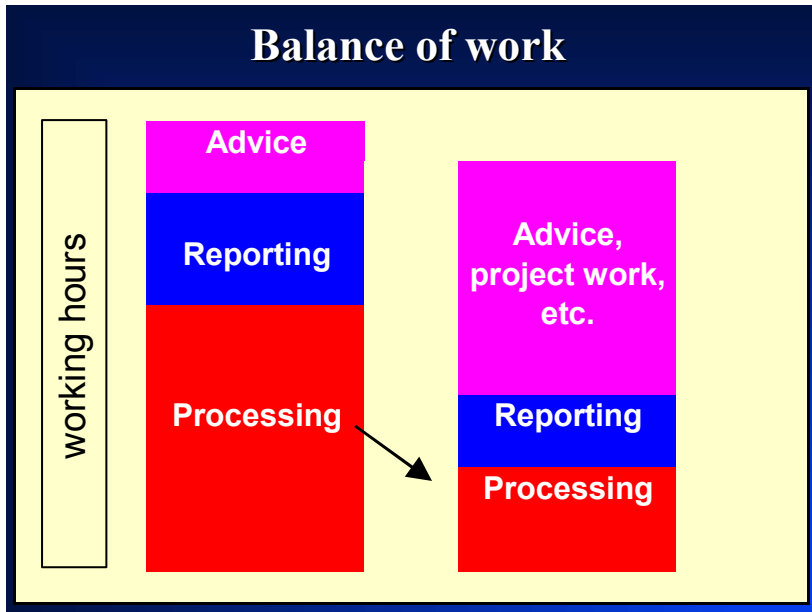 Balance of work
working hours
Advice
Reporting
Processing
Advice,
project work,
etc.
Reporting
Processing